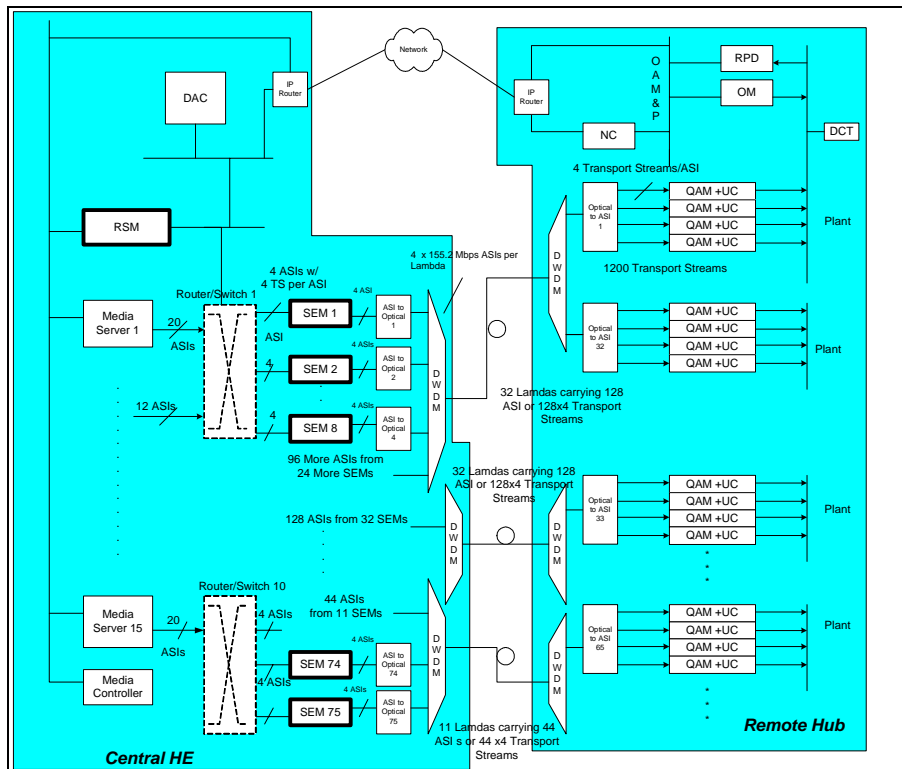 Network
IP
Router
DAC
RSM
Media
Server 1
20
ASIs
Router/Switch 1
4 ASIs w/
4 TS per ASI
ASI
12 ASIs
4
4
SEM 1
SEM 2
SEM 8
4 ASI
4 ASIs
4 ASIs
ASI to
Optical
1
ASI to
Optical
2
ASI to
Optical
4
D
W
D
M
4 x 155.2 Mbps ASIs per
Lambda
96 More ASIs from
24 More SEMs
128 ASIs from 32 SEMs
D
W
D
M
Media
Server 15
20
ASIs
Media
Controller
Router/Switch 10
4 ASIs
4 ASIs
44 ASIs
from 11 SEMs
SEM 74
SEM 75
4 ASIs
4 ASIs
ASI to
Optical
74
ASI to
Optical
75
D
W
D
M
Central HE
32 Lamdas carrying 128
ASI or 128x4 Transport
Streams
32 Lamdas carrying 128
ASI or 128x4 Transport
Streams
11 Lamdas carrying 44
ASI s or 44 x4 Transport
Streams
IP
Router
NC
O
A
M
&
P
RPD
OM
DCT
4 Transport Streams/ASI
D
W
D
M
Optical
to ASI
1
QAM +UC
QAM +UC
QAM +UC
QAM +UC
Plant
1200 Transport Streams
Optical
to ASI
32
QAM +UC
QAM +UC
QAM +UC
QAM +UC
Plant
D
W
D
M
Optical
to ASI
33
QAM +UC
QAM +UC
QAM +UC
QAM +UC
Plant
D
W
D
M
Optical
to ASI
65
QAM +UC
QAM +UC
QAM +UC
QAM +UC
Plant
Remote Hub